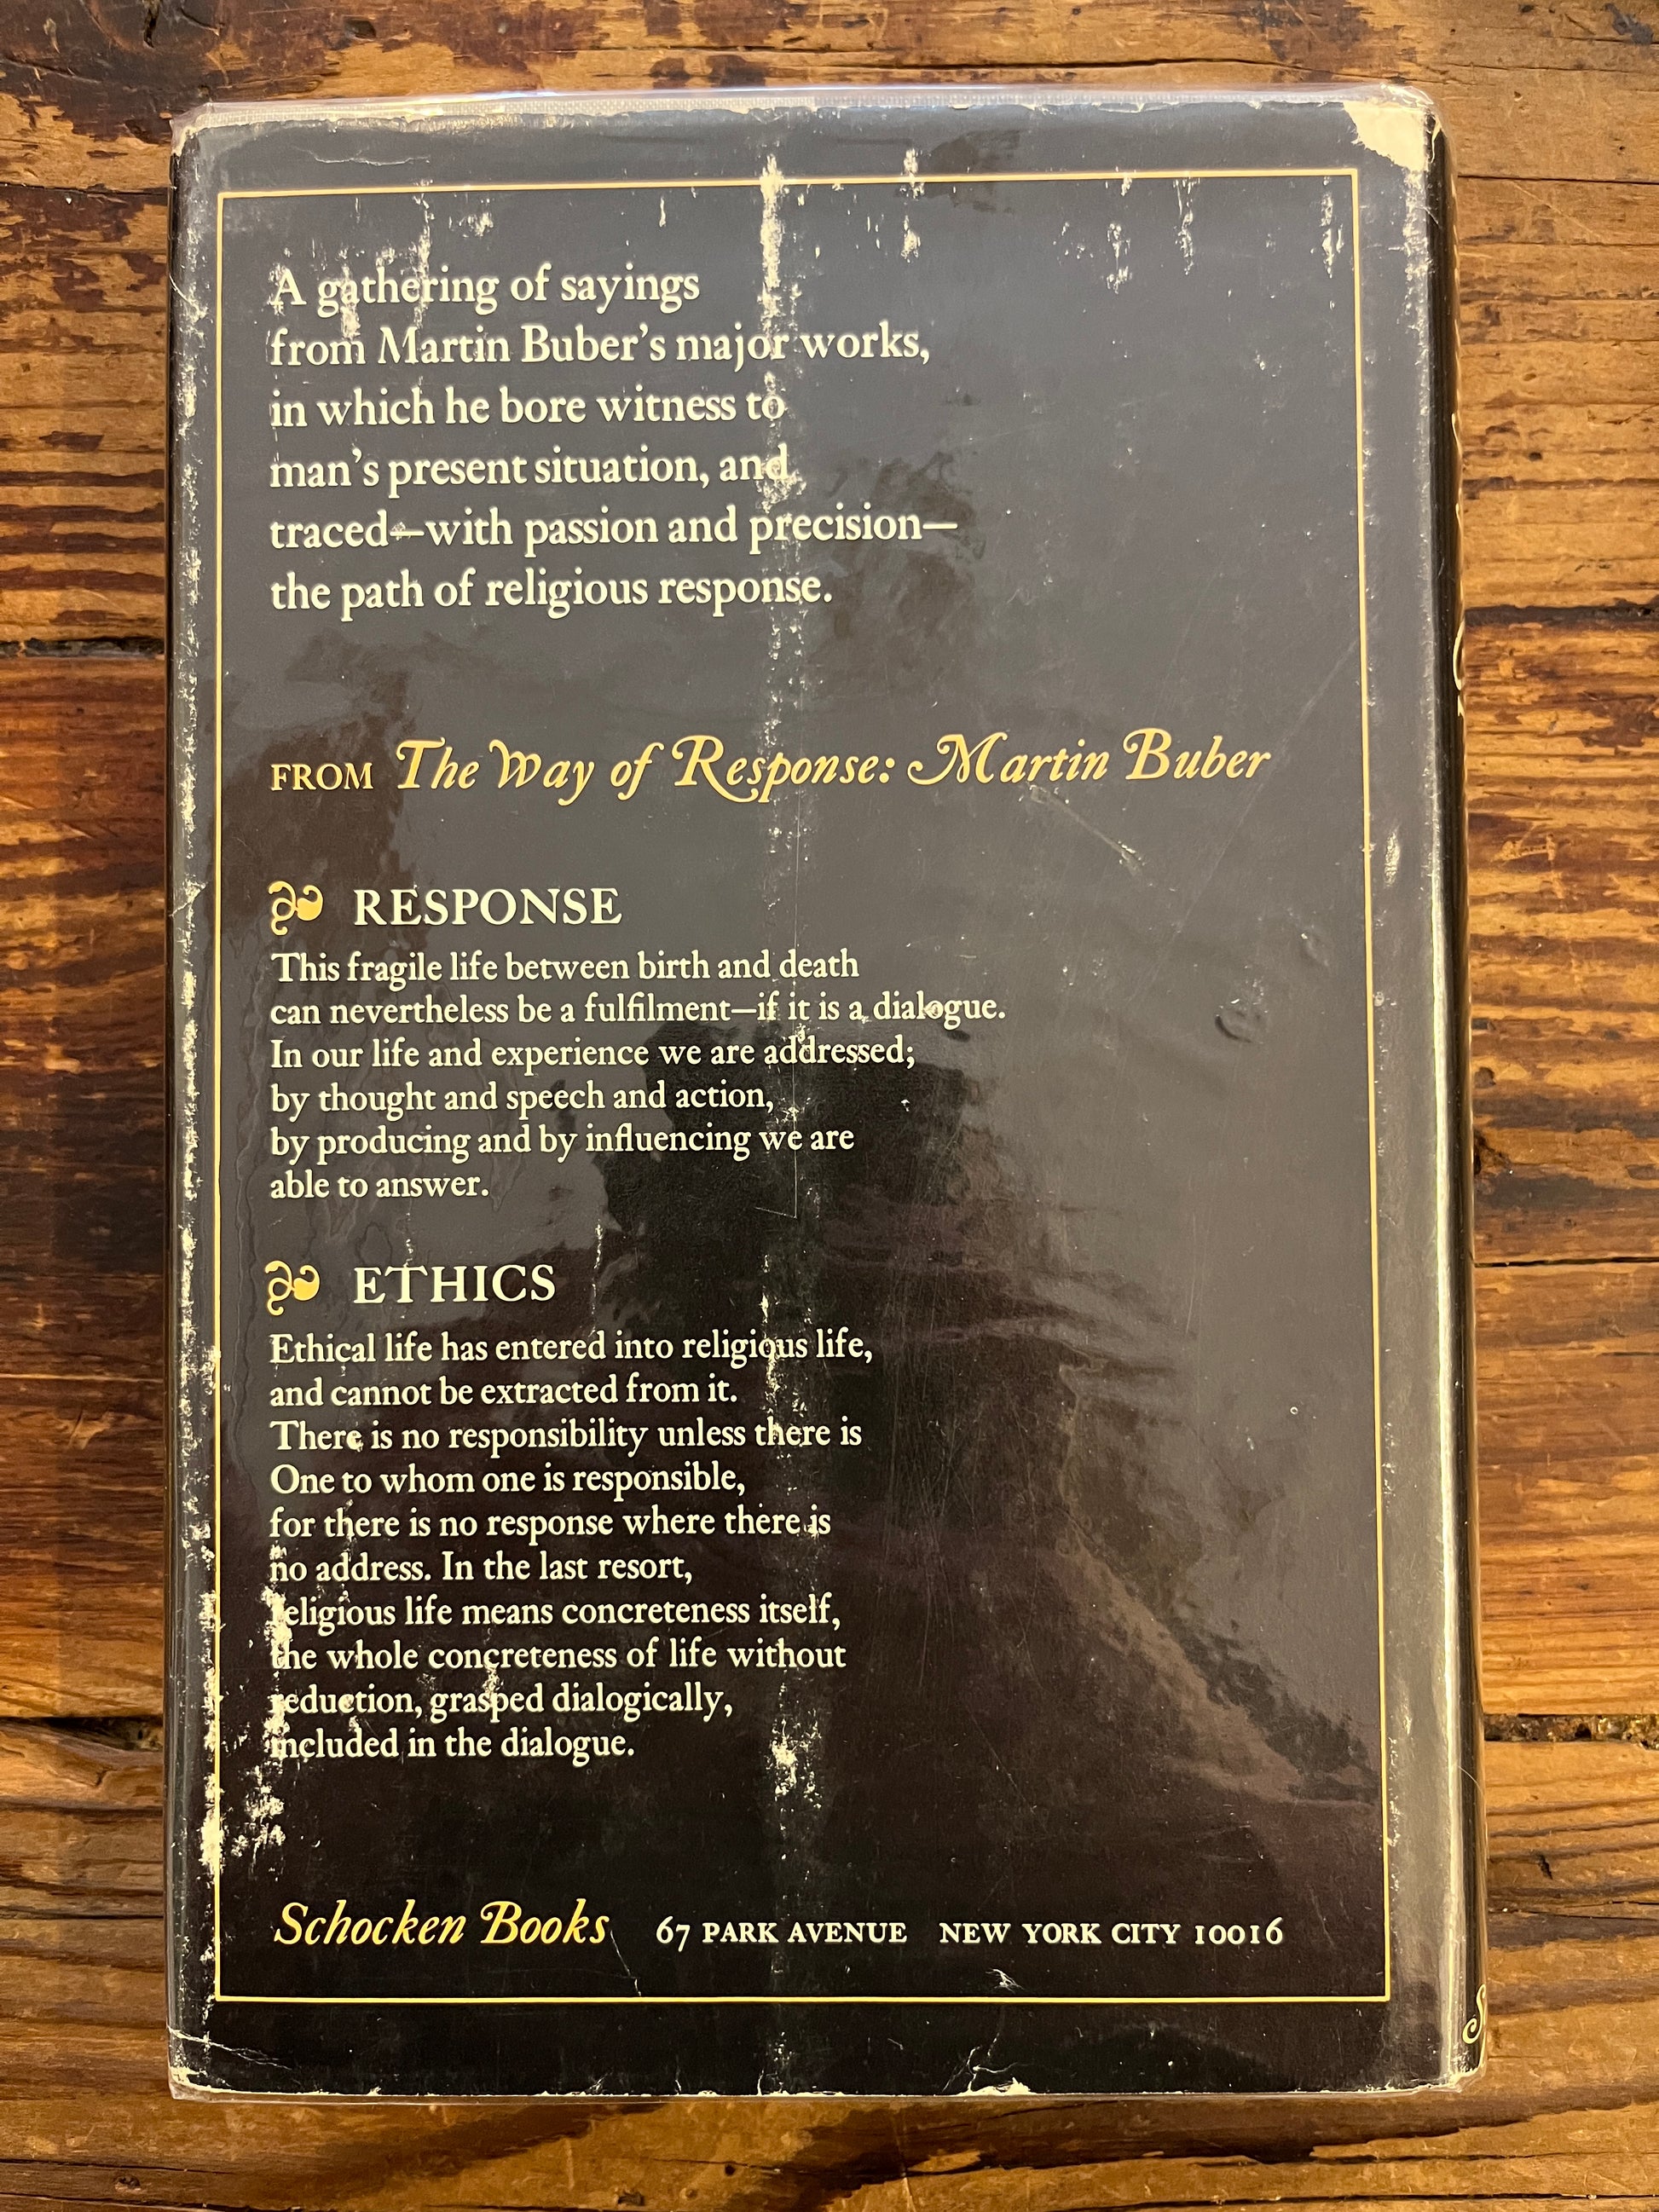 A gathering of sayings
from Martin Buber's major works,
in which he bore witness to
man's present situation, and
traced—with passion and precision—
the path of religious response.
FROM The Way of Response: Martin Buber
RESPONSE
This fragile life between birth and death
can nevertheless be a fulfilment—if it is a dialogue.
In our life and experience we are addressed;
by thought and speech and action,
by producing and by influencing we are
able to answer.
ETHICS
Ethical life has entered into religious life,
and cannot be extracted from it.
There is no responsibility unless there is
One to whom one is responsible,
for there is no response where there is
no address. In the last resort,
religious life means concreteness itself,
the whole concreteness of life without
reduction, grasped dialogically,
included in the dialogue.
Schocken Books 67 PARK AVENUE NEW YORK CITY 10016